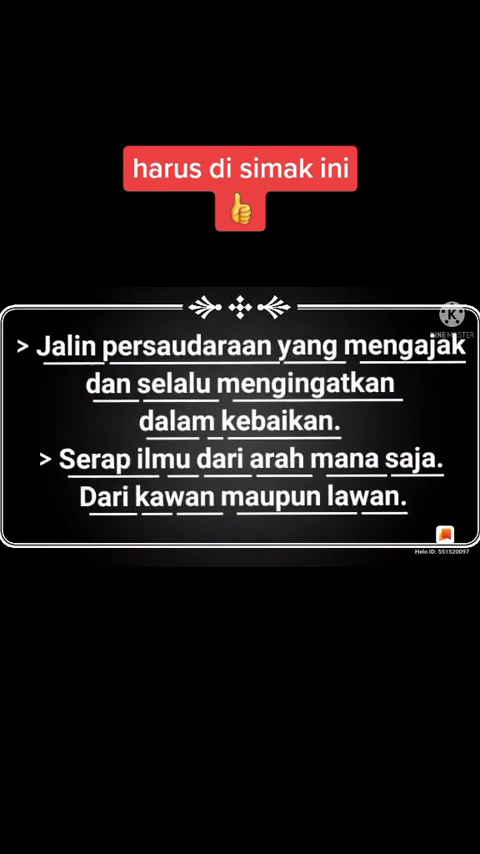 harus di simak ini
👍
KINEMASTER
> Jalin persaudaraan yang mengajak
dan selalu mengingatkan
dalam kebaikan.
> Serap ilmu dari arah mana saja.
Dari kawan maupun lawan.
Helo ID: 551520097